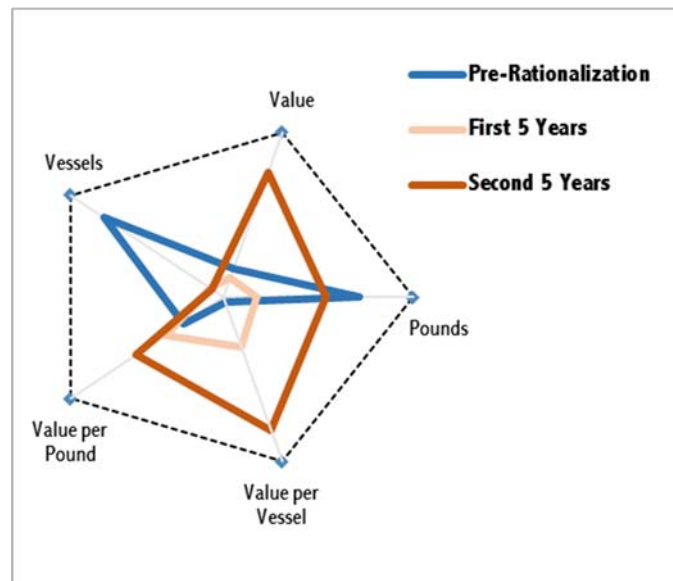 Pre-Rationalization
First 5 Years
Second 5 Years
Value
Vessels
Pounds
Value per
Pound
Value per
Vessel